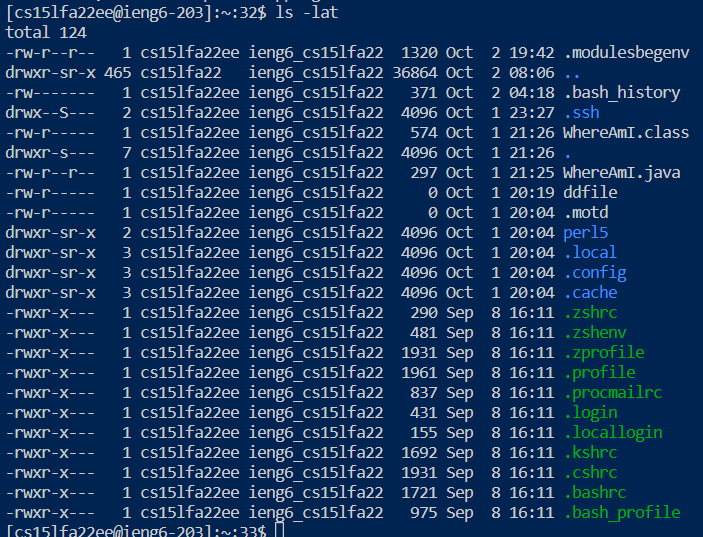 [cs15lfa22ee@ieng6-203]:~:32$ ls -lat
total 124
-rw-r--r--   1 cs15lfa22ee ieng6_cs15lfa22  1320 Oct  2 19:42 .modulesbegenv
drwxr-sr-x 465 cs15lfa22   ieng6_cs15lfa22 36864 Oct  2 08:06 ..
-rw-------   1 cs15lfa22ee ieng6_cs15lfa22   371 Oct  2 04:18 .bash_history
drwx--S---   2 cs15lfa22ee ieng6_cs15lfa22  4096 Oct  1 23:27 .ssh
-rw-r-----   1 cs15lfa22ee ieng6_cs15lfa22   574 Oct  1 21:26 WhereAmI.class
drwxr-s---   7 cs15lfa22ee ieng6_cs15lfa22  4096 Oct  1 21:26 .
-rw-r--r--   1 cs15lfa22ee ieng6_cs15lfa22   297 Oct  1 21:25 WhereAmI.java
-rw-r-----   1 cs15lfa22ee ieng6_cs15lfa22     0 Oct  1 20:19 ddfile
-rw-r-----   1 cs15lfa22ee ieng6_cs15lfa22     0 Oct  1 20:04 .motd
drwxr-sr-x   2 cs15lfa22ee ieng6_cs15lfa22  4096 Oct  1 20:04 perl5
drwxr-sr-x   3 cs15lfa22ee ieng6_cs15lfa22  4096 Oct  1 20:04 .local
drwxr-sr-x   3 cs15lfa22ee ieng6_cs15lfa22  4096 Oct  1 20:04 .config
drwxr-sr-x   3 cs15lfa22ee ieng6_cs15lfa22  4096 Oct  1 20:04 .cache
-rwxr-x---   1 cs15lfa22ee ieng6_cs15lfa22   290 Sep  8 16:11 .zshrc
-rwxr-x---   1 cs15lfa22ee ieng6_cs15lfa22   481 Sep  8 16:11 .zshenv
-rwxr-x---   1 cs15lfa22ee ieng6_cs15lfa22  1931 Sep  8 16:11 .zprofile
-rwxr-x---   1 cs15lfa22ee ieng6_cs15lfa22  1961 Sep  8 16:11 .profile
-rwxr-x---   1 cs15lfa22ee ieng6_cs15lfa22   837 Sep  8 16:11 .procmailrc
-rwxr-x---   1 cs15lfa22ee ieng6_cs15lfa22   431 Sep  8 16:11 .login
-rwxr-x---   1 cs15lfa22ee ieng6_cs15lfa22   155 Sep  8 16:11 .locallogin
-rwxr-x---   1 cs15lfa22ee ieng6_cs15lfa22  1692 Sep  8 16:11 .kshrc
-rwxr-x---   1 cs15lfa22ee ieng6_cs15lfa22  1931 Sep  8 16:11 .cshrc
-rwxr-x---   1 cs15lfa22ee ieng6_cs15lfa22  1721 Sep  8 16:11 .bashrc
-rwxr-x---   1 cs15lfa22ee ieng6_cs15lfa22   975 Sep  8 16:11 .bash_profile
[cs15lfa22ee@ieng6-203]:~:33$